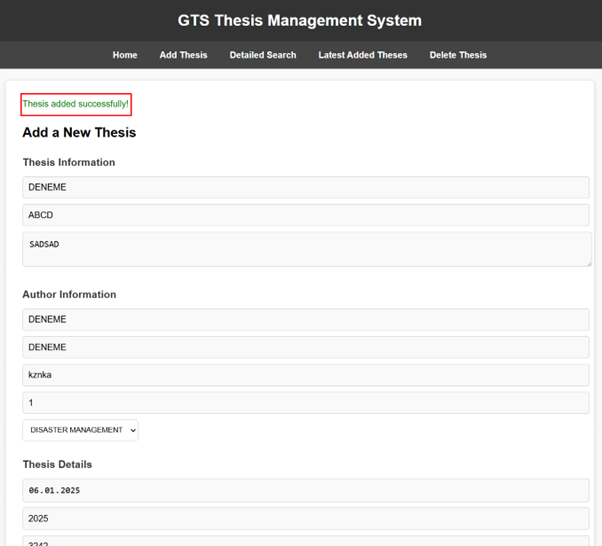 GTS Thesis Management System
Home Add Thesis Detailed Search Latest Added Theses Delete Thesis
Thesis added successfully!
Add a New Thesis
Thesis Information
DENEME
ABCD
SADSAD
Author Information
DENEME
DENEME
kznka
1
DISASTER MANAGEMENT
Thesis Details
06.01.2025
2025
3242